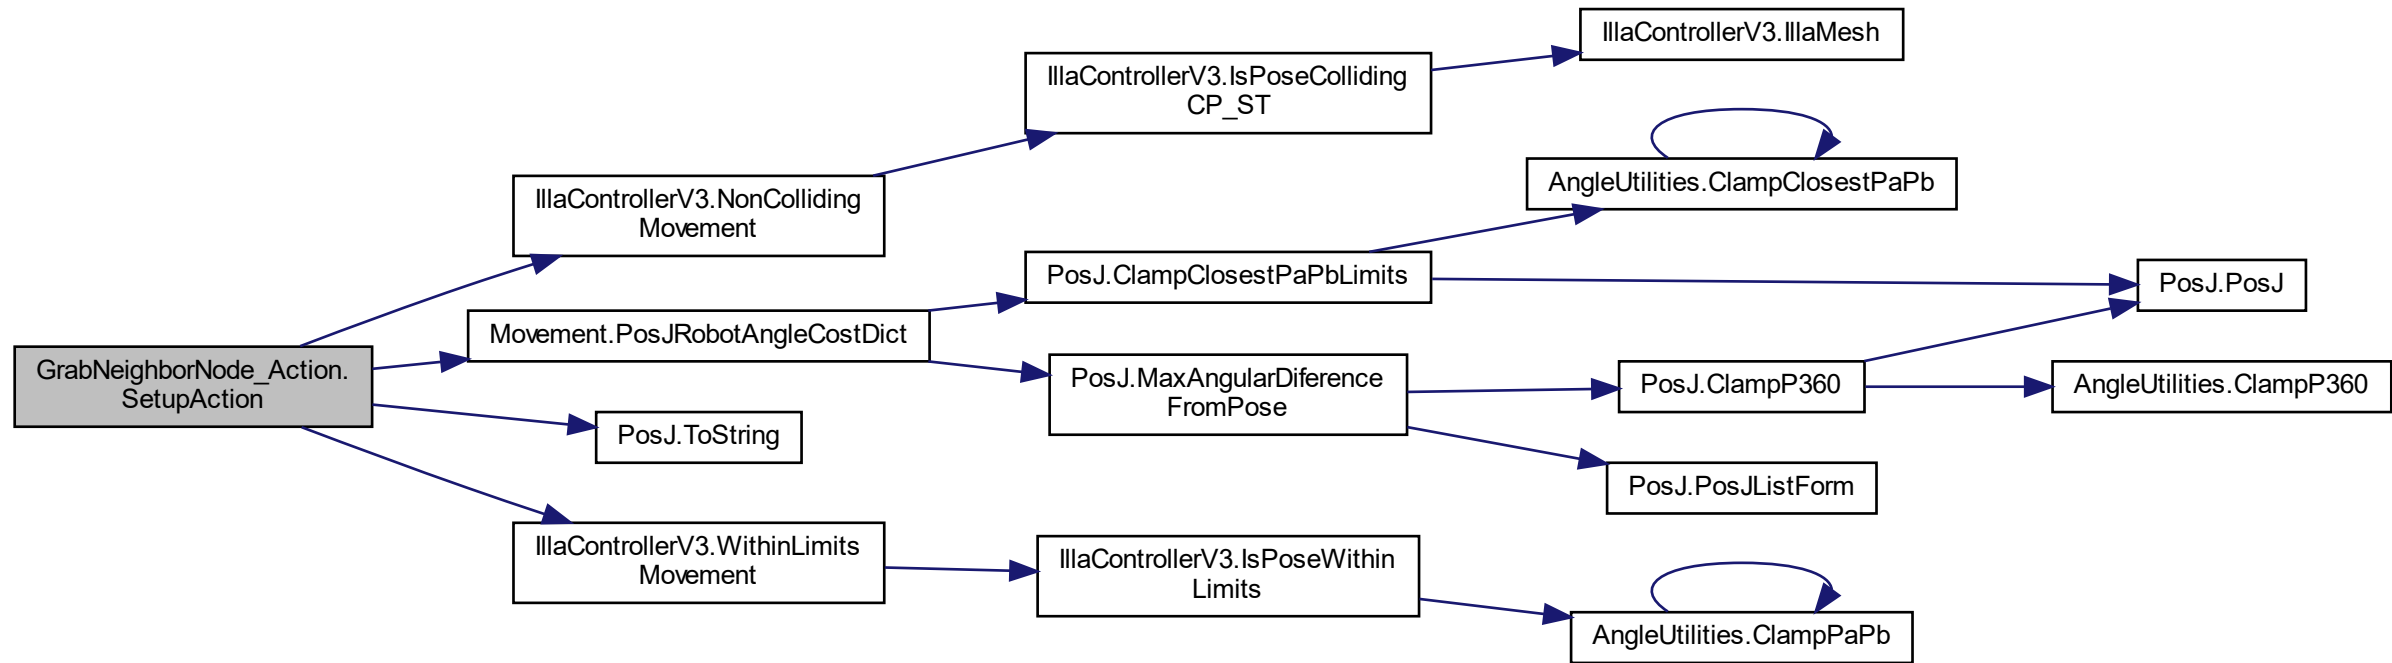 GrabNeighborNode_Action.
SetupAction
IllaControllerV3.NonColliding
Movement
IllaControllerV3.IsPoseColliding
CP_ST
IllaControllerV3.IllaMesh
Movement.PosJRobotAngleCostDict
PosJ.ClampClosestPaPbLimits
AngleUtilities.ClampClosestPaPb
PosJ.PosJ
PosJ.MaxAngularDiference
FromPose
PosJ.ClampP360
AngleUtilities.ClampP360
PosJ.PosJListForm
PosJ.ToString
IllaControllerV3.WithinLimits
Movement
IllaControllerV3.IsPoseWithin
Limits
AngleUtilities.ClampPaPb